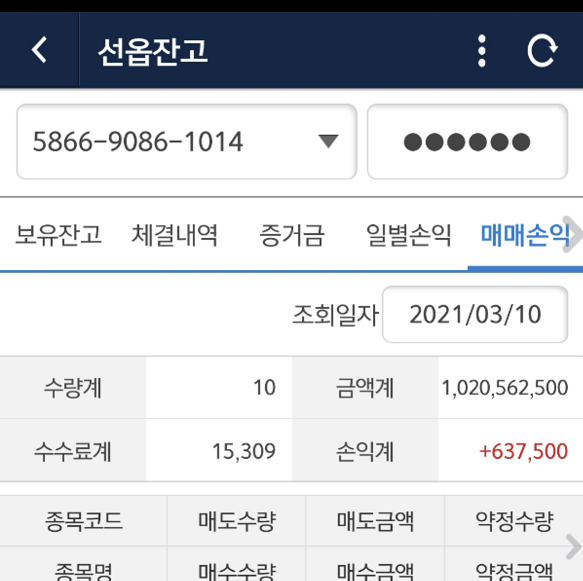 선옵잔고
5866-9086-1014 ●●●●●●
보유잔고 체결내역 증거금 일별손익 매매손익
조회일자 2021/03/10
수량계 10 금액계 1,020,562,500
수수료계 15,309 손익계 +637,500
종목코드 매도수량 매도금액 약정수량
종목명 매수수량 매수금액 약정금액